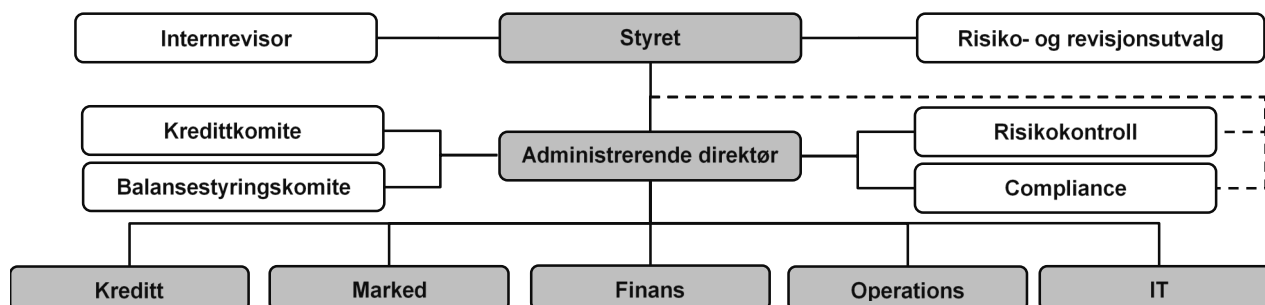 Internrevisor
Styret
Risiko- og revisjonsutvalg
Kredittkomite
Administrerende direktør
Risikokontroll
Balansestyringskomite
Compliance
Kreditt
Marked
Finans
Operations
IT